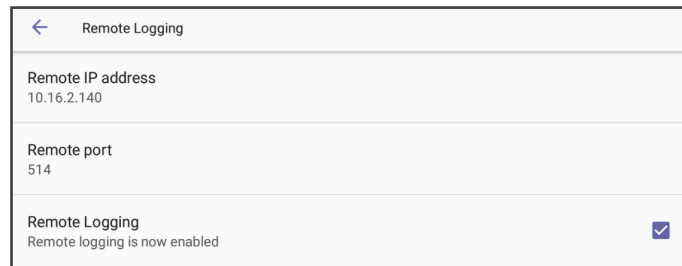 Remote Logging
Remote IP address
10.16.2.140
Remote port
514
Remote Logging
Remote logging is now enabled